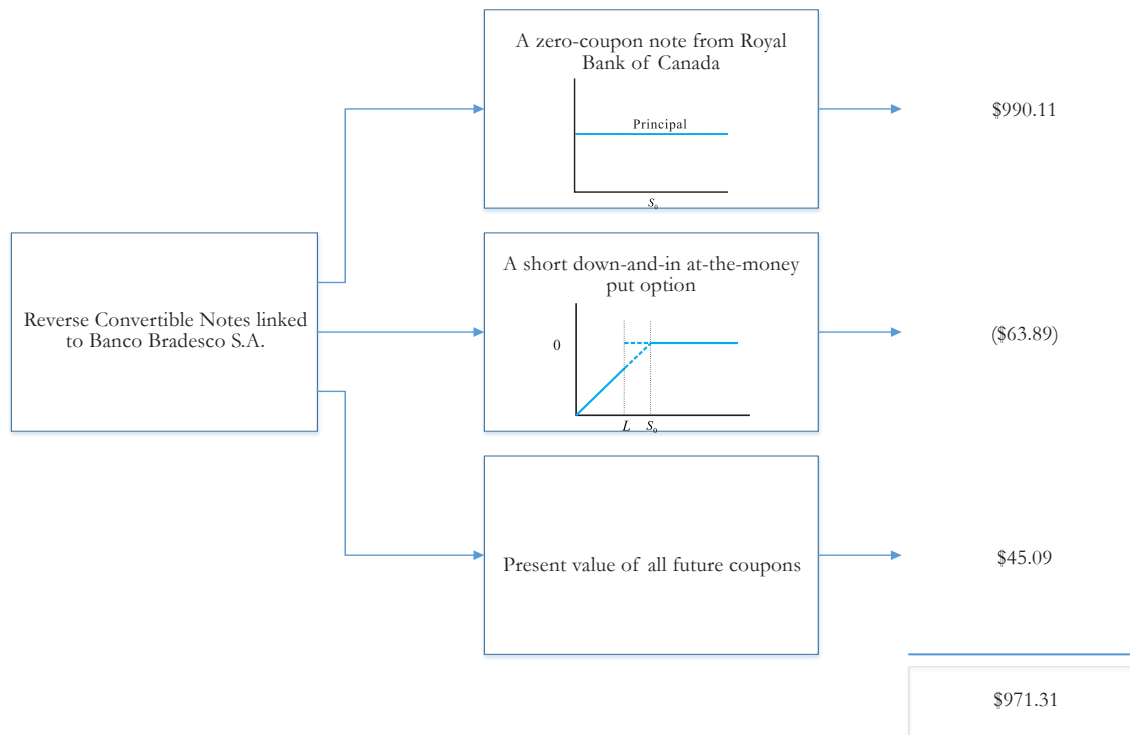 A zero-coupon note from Royal
Bank of Canada
Principal
S₀
$990.11
Reverse Convertible Notes linked
to Banco Bradesco S.A.
A short down-and-in at-the-money
put option
0
L S₀
($63.89)
Present value of all future coupons
$45.09
$971.31